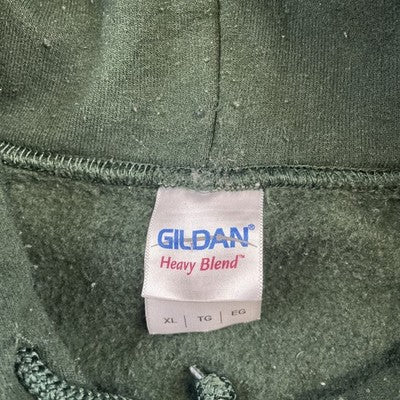 GILDAN®
Heavy Blend™
XL | TG | EG